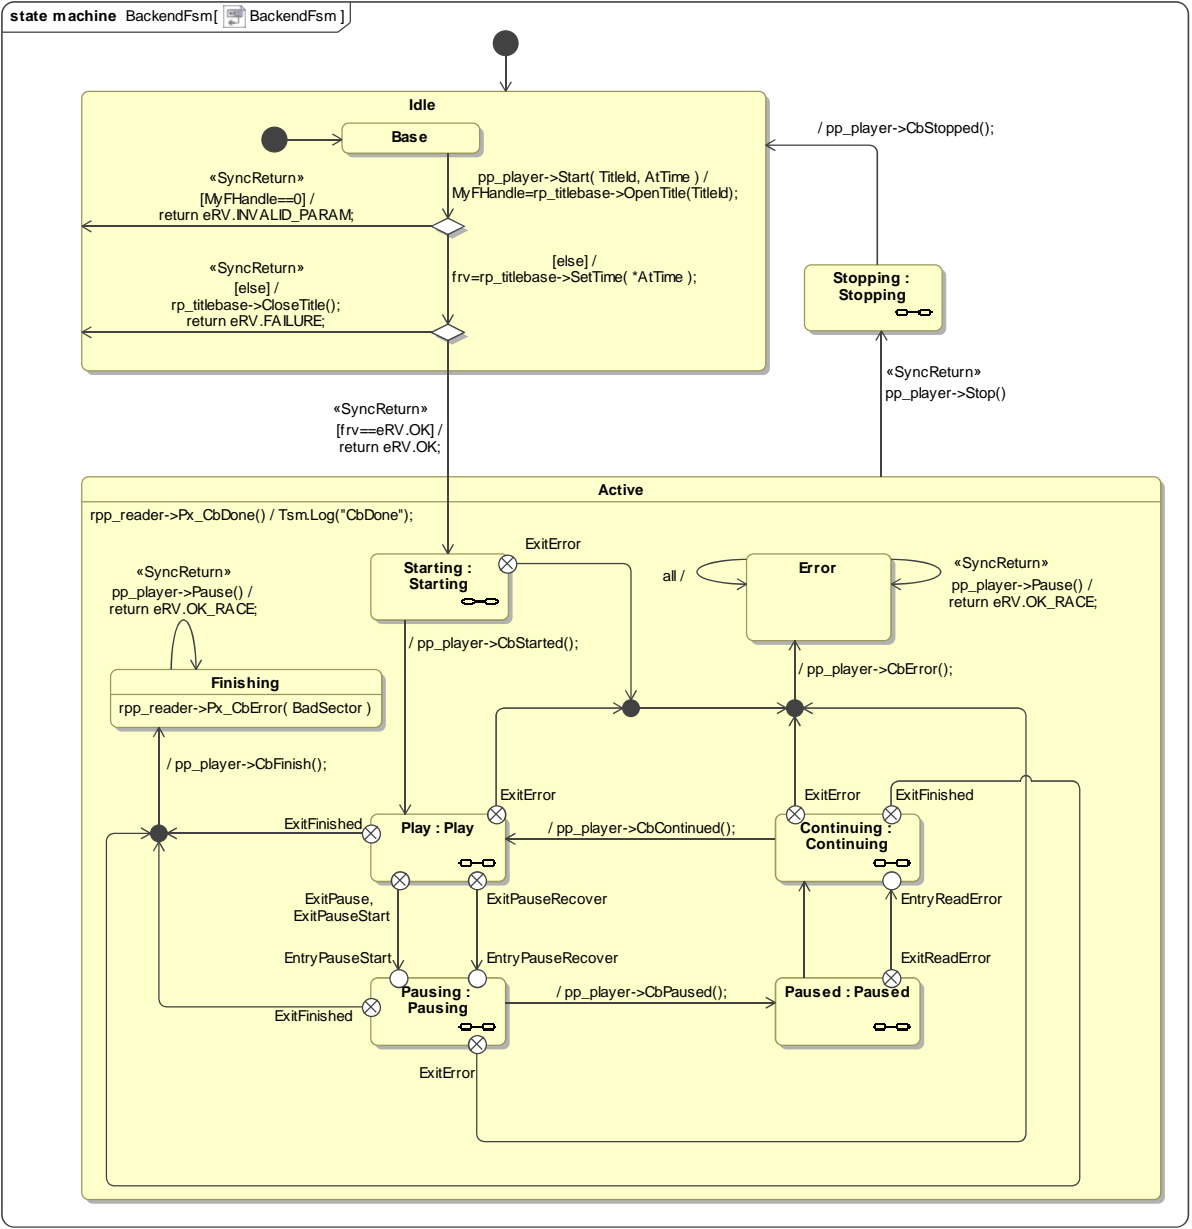 state machine BackendFsm[ BackendFsm ]
Idle
Base
/ pp_player->CbStopped();
«SyncReturn»
[MyFHandle==0] /
return eRV.INVALID_PARAM;
pp_player->Start( TitleId, AtTime ) /
MyFHandle=rp_titlebase->OpenTitle(TitleId);
«SyncReturn»
[else] /
rp_titlebase->CloseTitle();
return eRV.FAILURE;
[else] /
frv=rp_titlebase->SetTime( *AtTime );
Stopping :
Stopping
«SyncReturn»
pp_player->Stop()
«SyncReturn»
[frv==eRV.OK] /
return eRV.OK;
Active
rpp_reader->Px_CbDone() / Tsm.Log("CbDone");
ExitError
Starting :
Starting
«SyncReturn»
pp_player->Pause() /
return eRV.OK_RACE;
all /
Error
«SyncReturn»
pp_player->Pause() /
return eRV.OK_RACE;
/ pp_player->CbStarted();
/ pp_player->CbError();
Finishing
rpp_reader->Px_CbError( BadSector )
/ pp_player->CbFinish();
ExitError
ExitError
ExitFinished
ExitFinished
Play : Play
/ pp_player->CbContinued();
Continuing :
Continuing
ExitPause,
ExitPauseStart
ExitPauseRecover
EntryReadError
EntryPauseStart
EntryPauseRecover
ExitReadError
Pausing :
Pausing
/ pp_player->CbPaused();
Paused : Paused
ExitFinished
ExitError